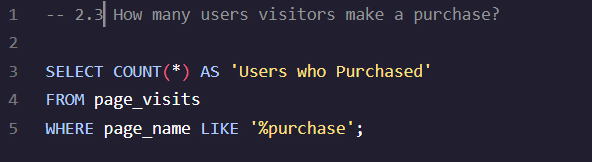 1 -- 2.3 How many users visitors make a purchase?
2
3 SELECT COUNT(*) AS 'Users who Purchased'
4 FROM page_visits
5 WHERE page_name LIKE '%purchase';